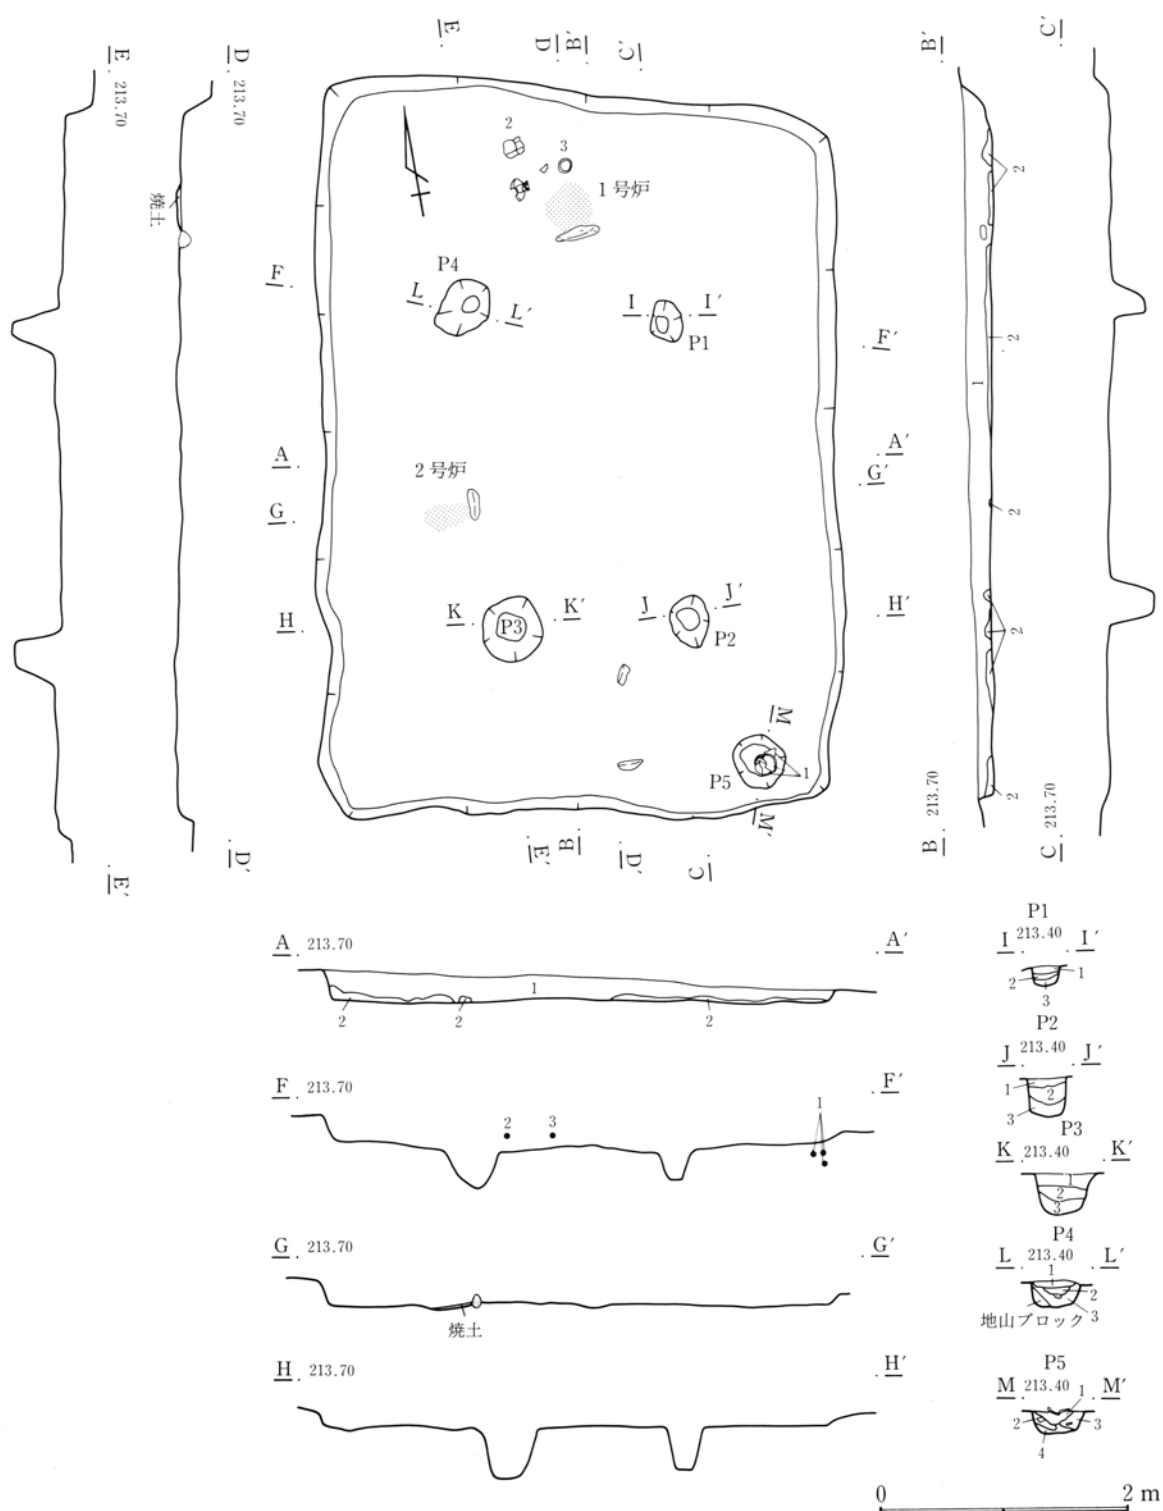 E D B' C' B' C'
E 213.70
D 213.70
2
3
1号炉
焼土
2
P4
F
L L'
I I'
P1
F'
2
1
A
2号炉
A'
G'
G
2
H
K K'
P3
J J'
P2
H'
2
M
P5
1
M'
2
B 213.70
C 213.70
E' D'
E' B D' C
A 213.70 A'
1
2 2 2
F 213.70 F'
2 3 1
G 213.70 G'
焼土
H 213.70 H'
P1
I 213.40 I'
1
2
3
P2
J 213.40 J'
1
2
3
P3
K 213.40 K'
1
2
3
P4
L 213.40 L'
1
2
地山ブロック 3
P5
M 213.40 M'
1
2 3
4
0 2 m